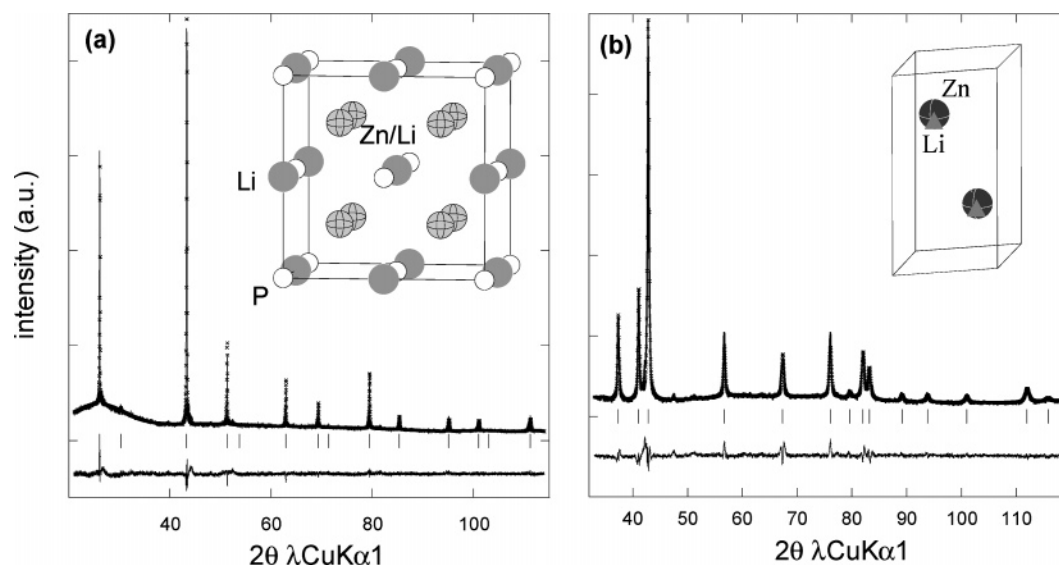 (a)
Zn/Li
Li
P
intensity (a.u.)
40 60 80 100
2θ λCuKα1
(b)
Zn
Li
40 50 60 70 80 90 100 110
2θ λCuKα1